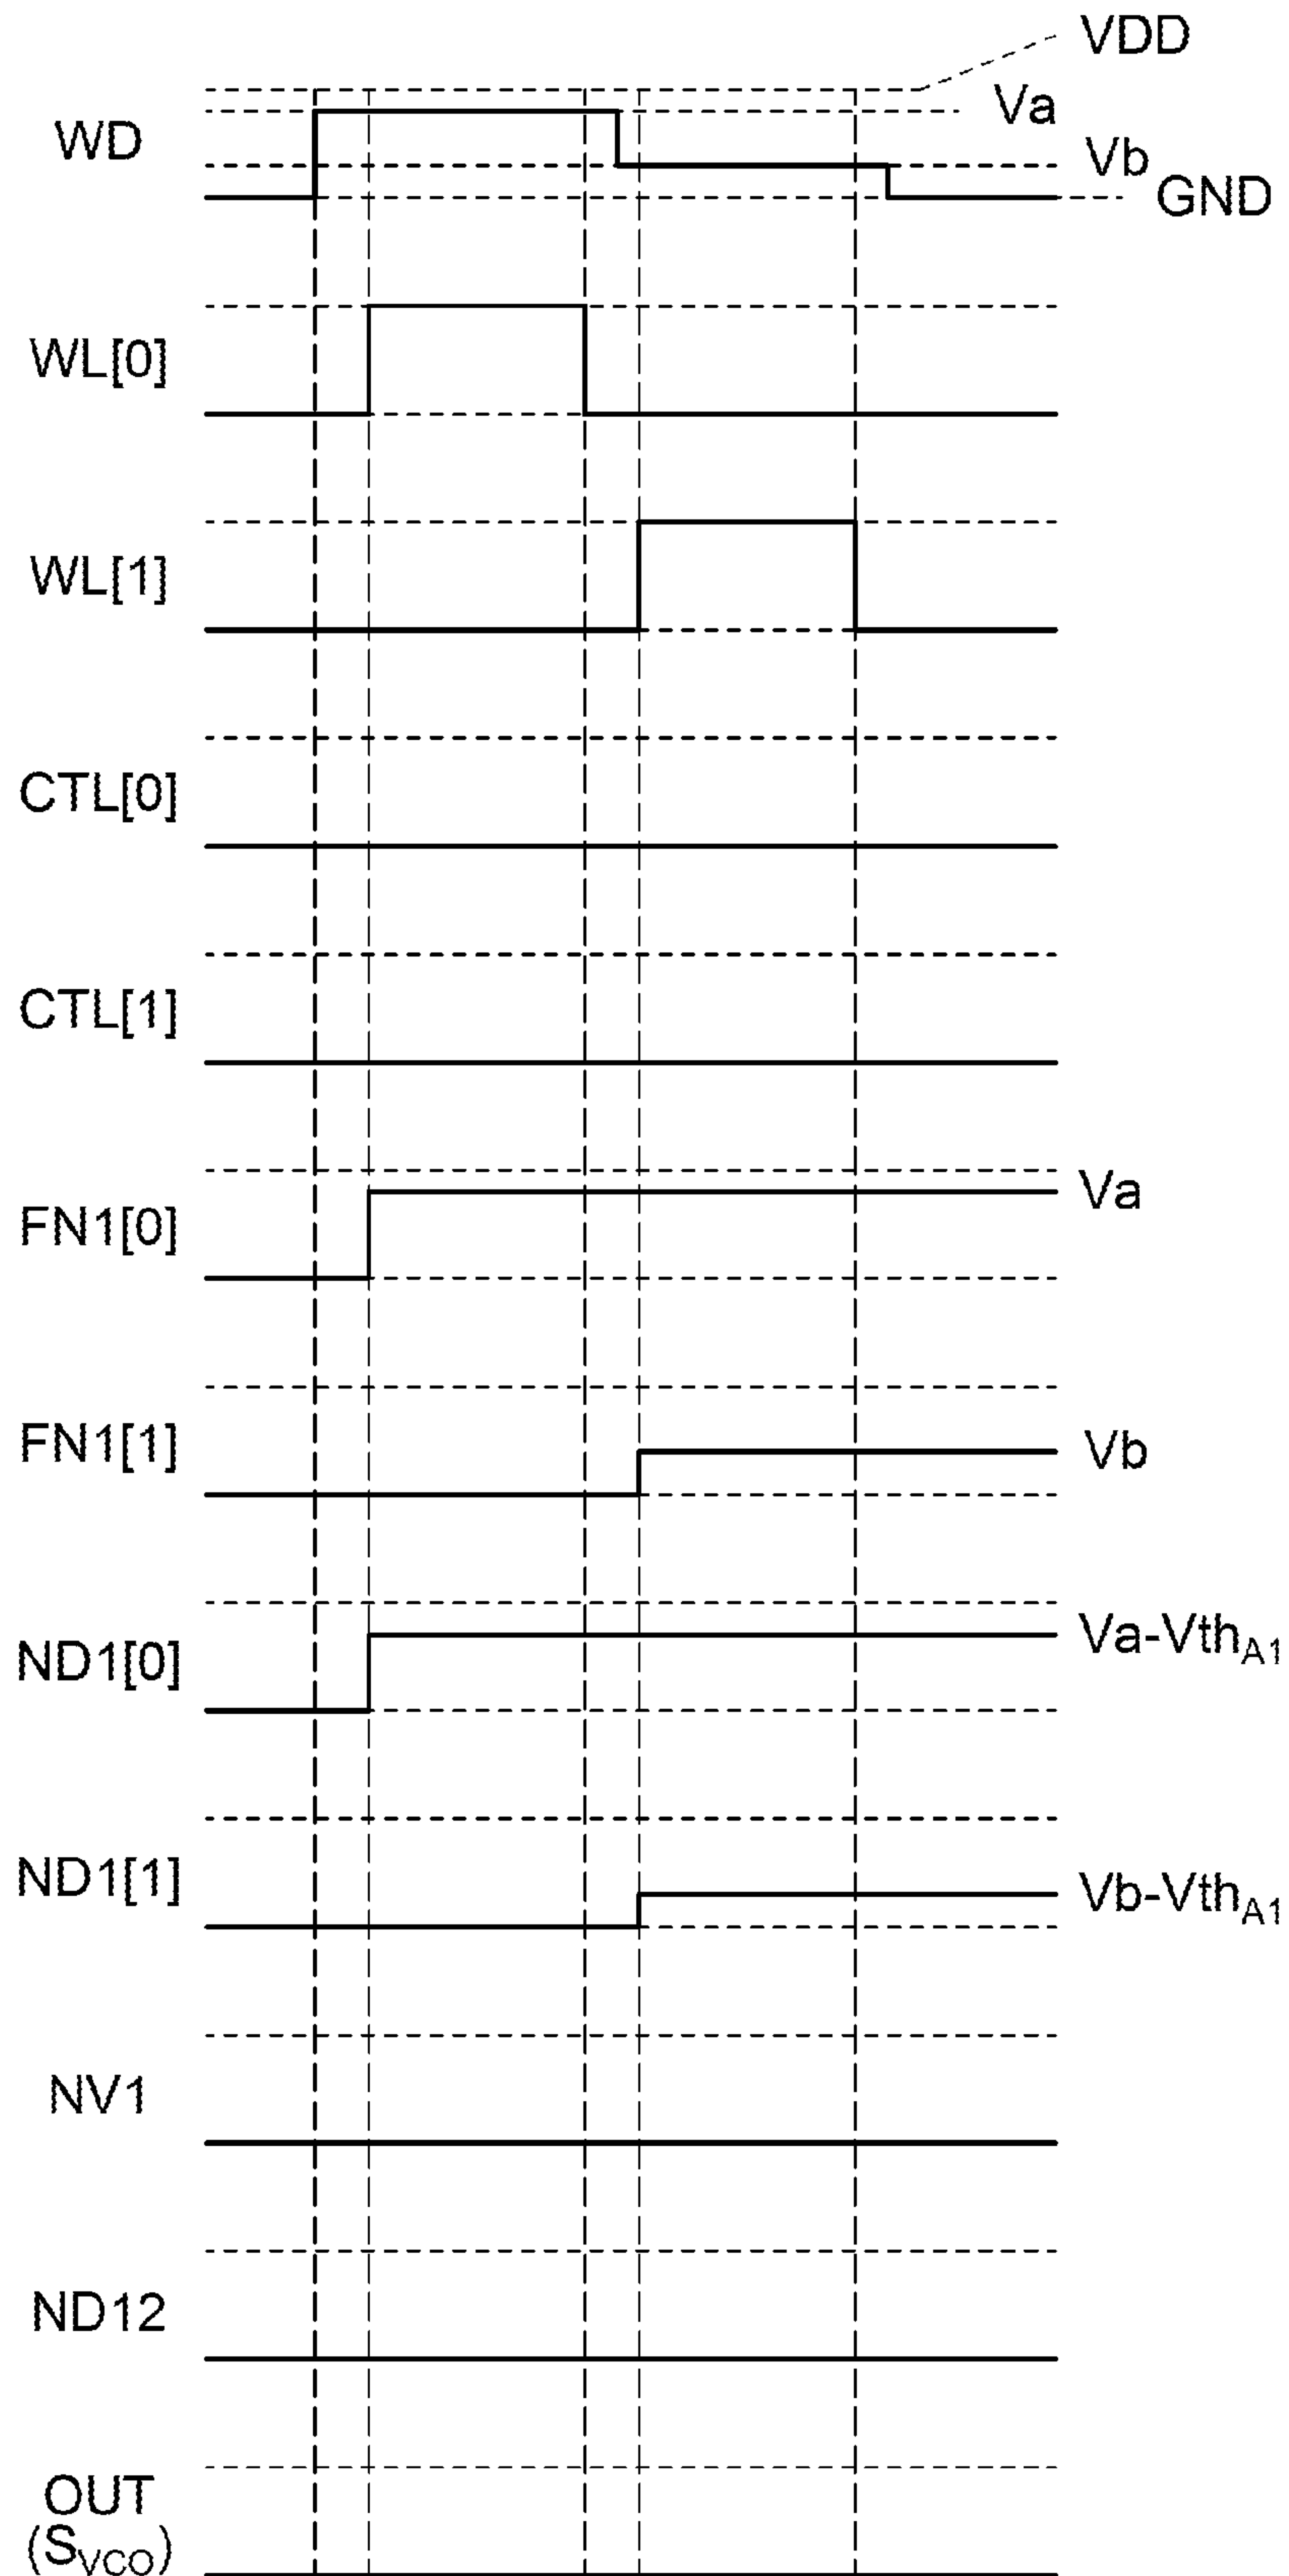 VDD
Va
WD
Vb
GND
WL[0]
WL[1]
CTL[0]
CTL[1]
FN1[0]
Va
FN1[1]
Vb
ND1[0]
Va-VthA1
ND1[1]
Vb-VthA1
NV1
ND12
OUT
(SVCO)